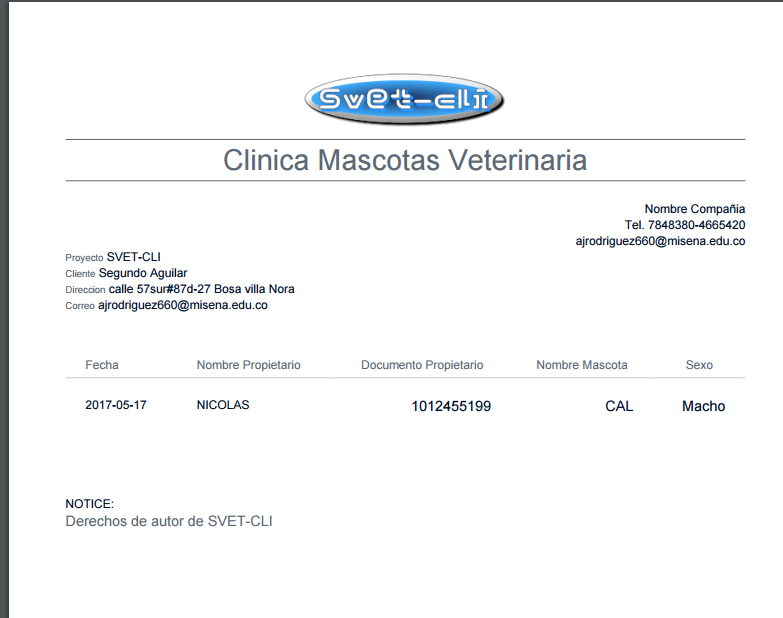 Svet-cli
Clinica Mascotas Veterinaria
Nombre Compañia
Tel. 7848380-4665420
ajrodriguez660@misena.edu.co
Proyecto SVET-CLI
Cliente Segundo Aguilar
Direccion calle 57sur#87d-27 Bosa villa Nora
Correo ajrodriguez660@misena.edu.co
Fecha Nombre Propietario Documento Propietario Nombre Mascota Sexo
2017-05-17 NICOLAS 1012455199 CAL Macho
NOTICE:
Derechos de autor de SVET-CLI